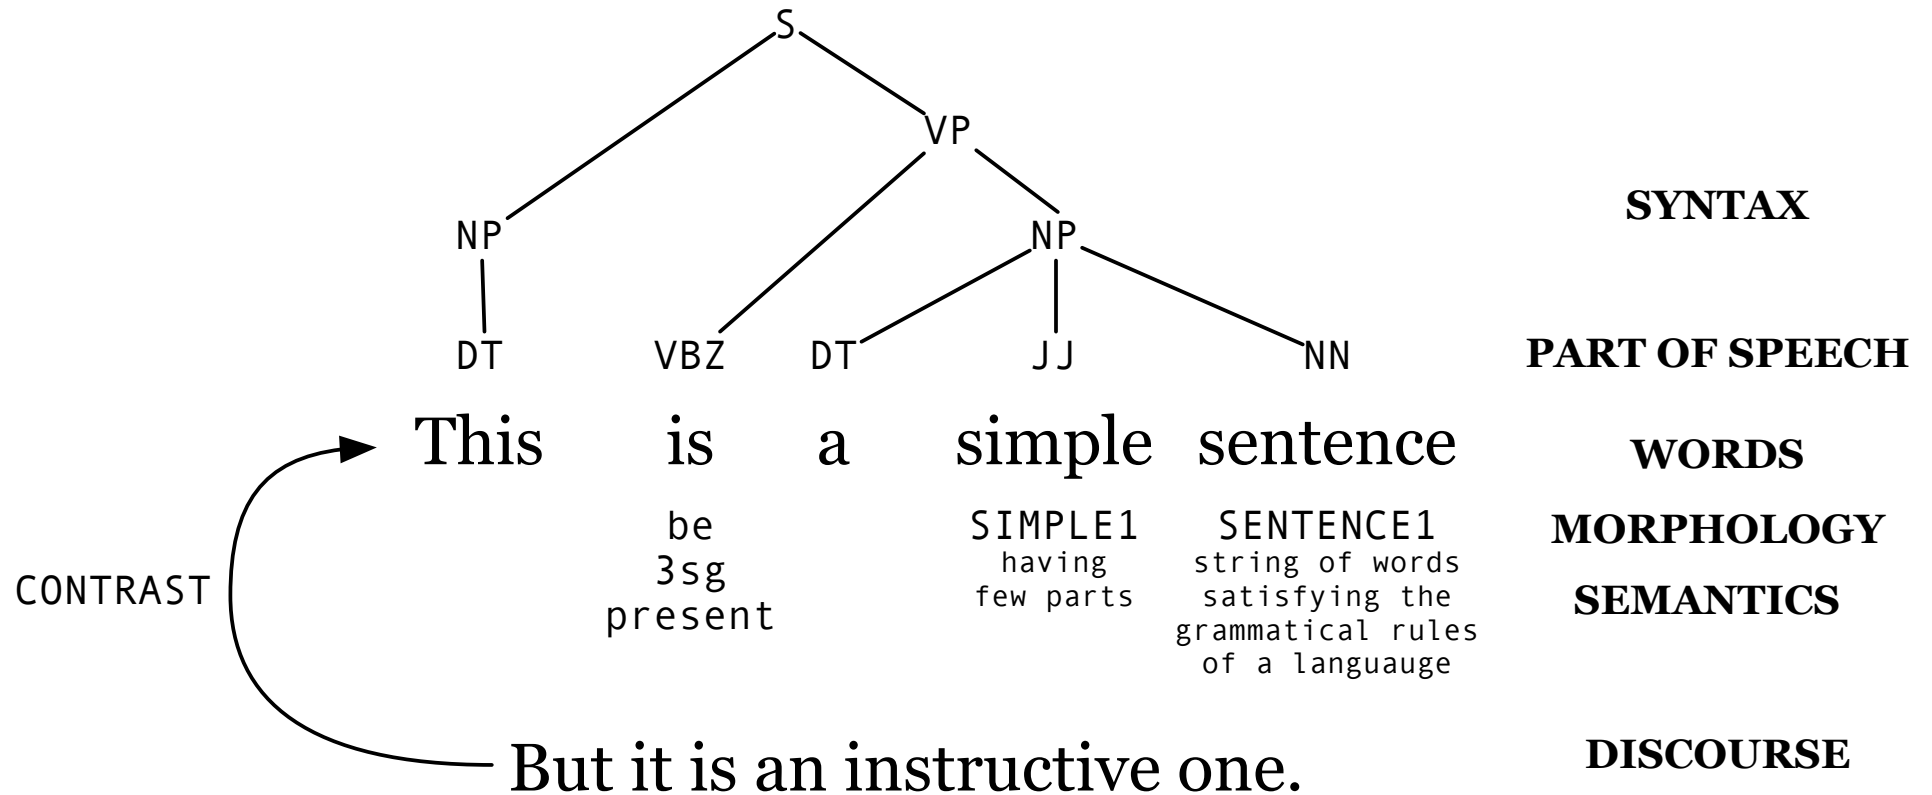 S
VP
SYNTAX
NP NP
DT VBZ DT JJ NN PART OF SPEECH
This is a simple sentence WORDS
be SIMPLE1 SENTENCE1 MORPHOLOGY
having string of words
3sg
few parts satisfying the
CONTRAST SEMANTICS
present
grammatical rules
of a languauge
But it is an instructive one. DISCOURSE